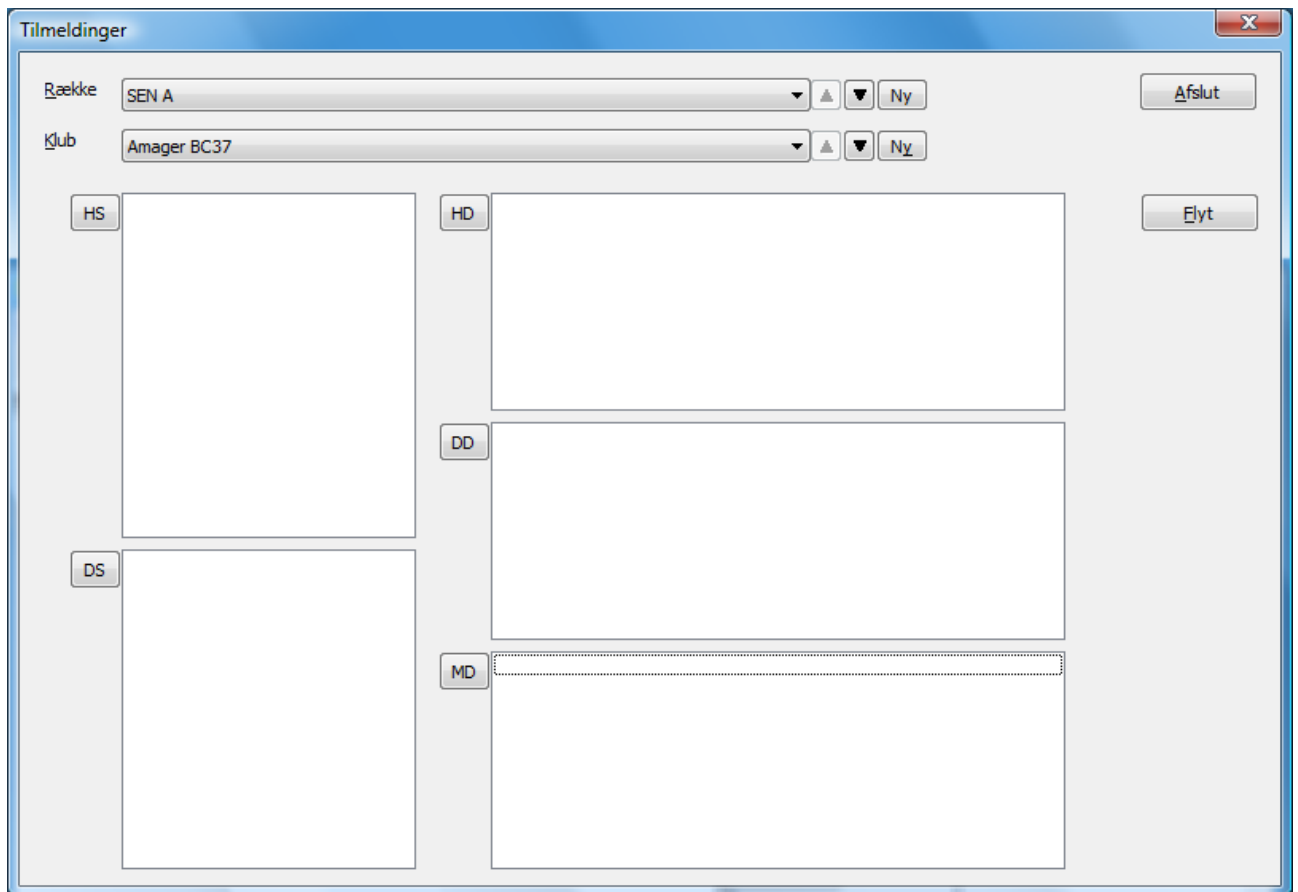 Tilmeldinger
Række SEN A Ny Afslut
Klub Amager BC37 Ny
HS HD Flyt
DD
DS
MD